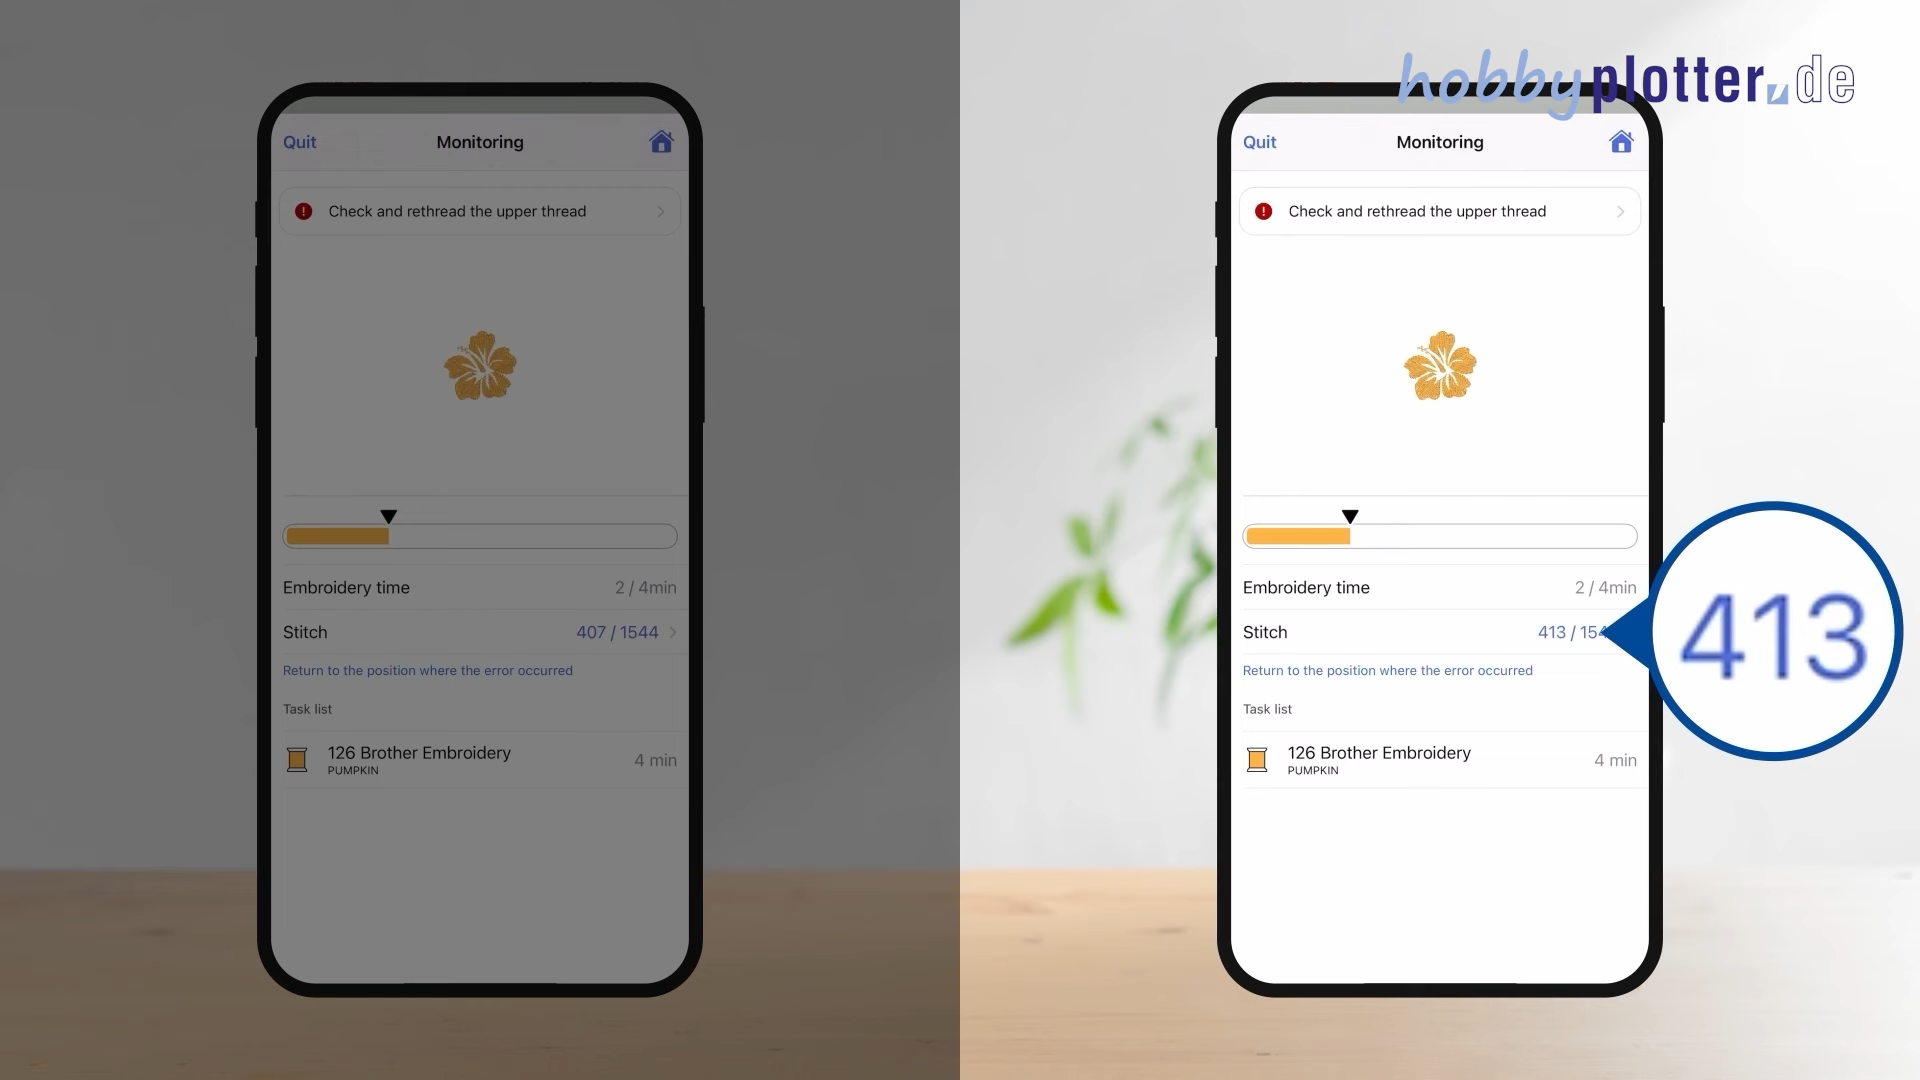 hobbyplotter.de
Quit
Monitoring
Check and rethread the upper thread
Embroidery time
2 / 4min
Stitch
407 / 1544
Return to the position where the error occurred
Task list
126 Brother Embroidery
4 min
PUMPKIN
Quit
Monitoring
Check and rethread the upper thread
Embroidery time
2 / 4min
Stitch
413 / 154
413
Return to the position where the error occurred
Task list
126 Brother Embroidery
4 min
PUMPKIN